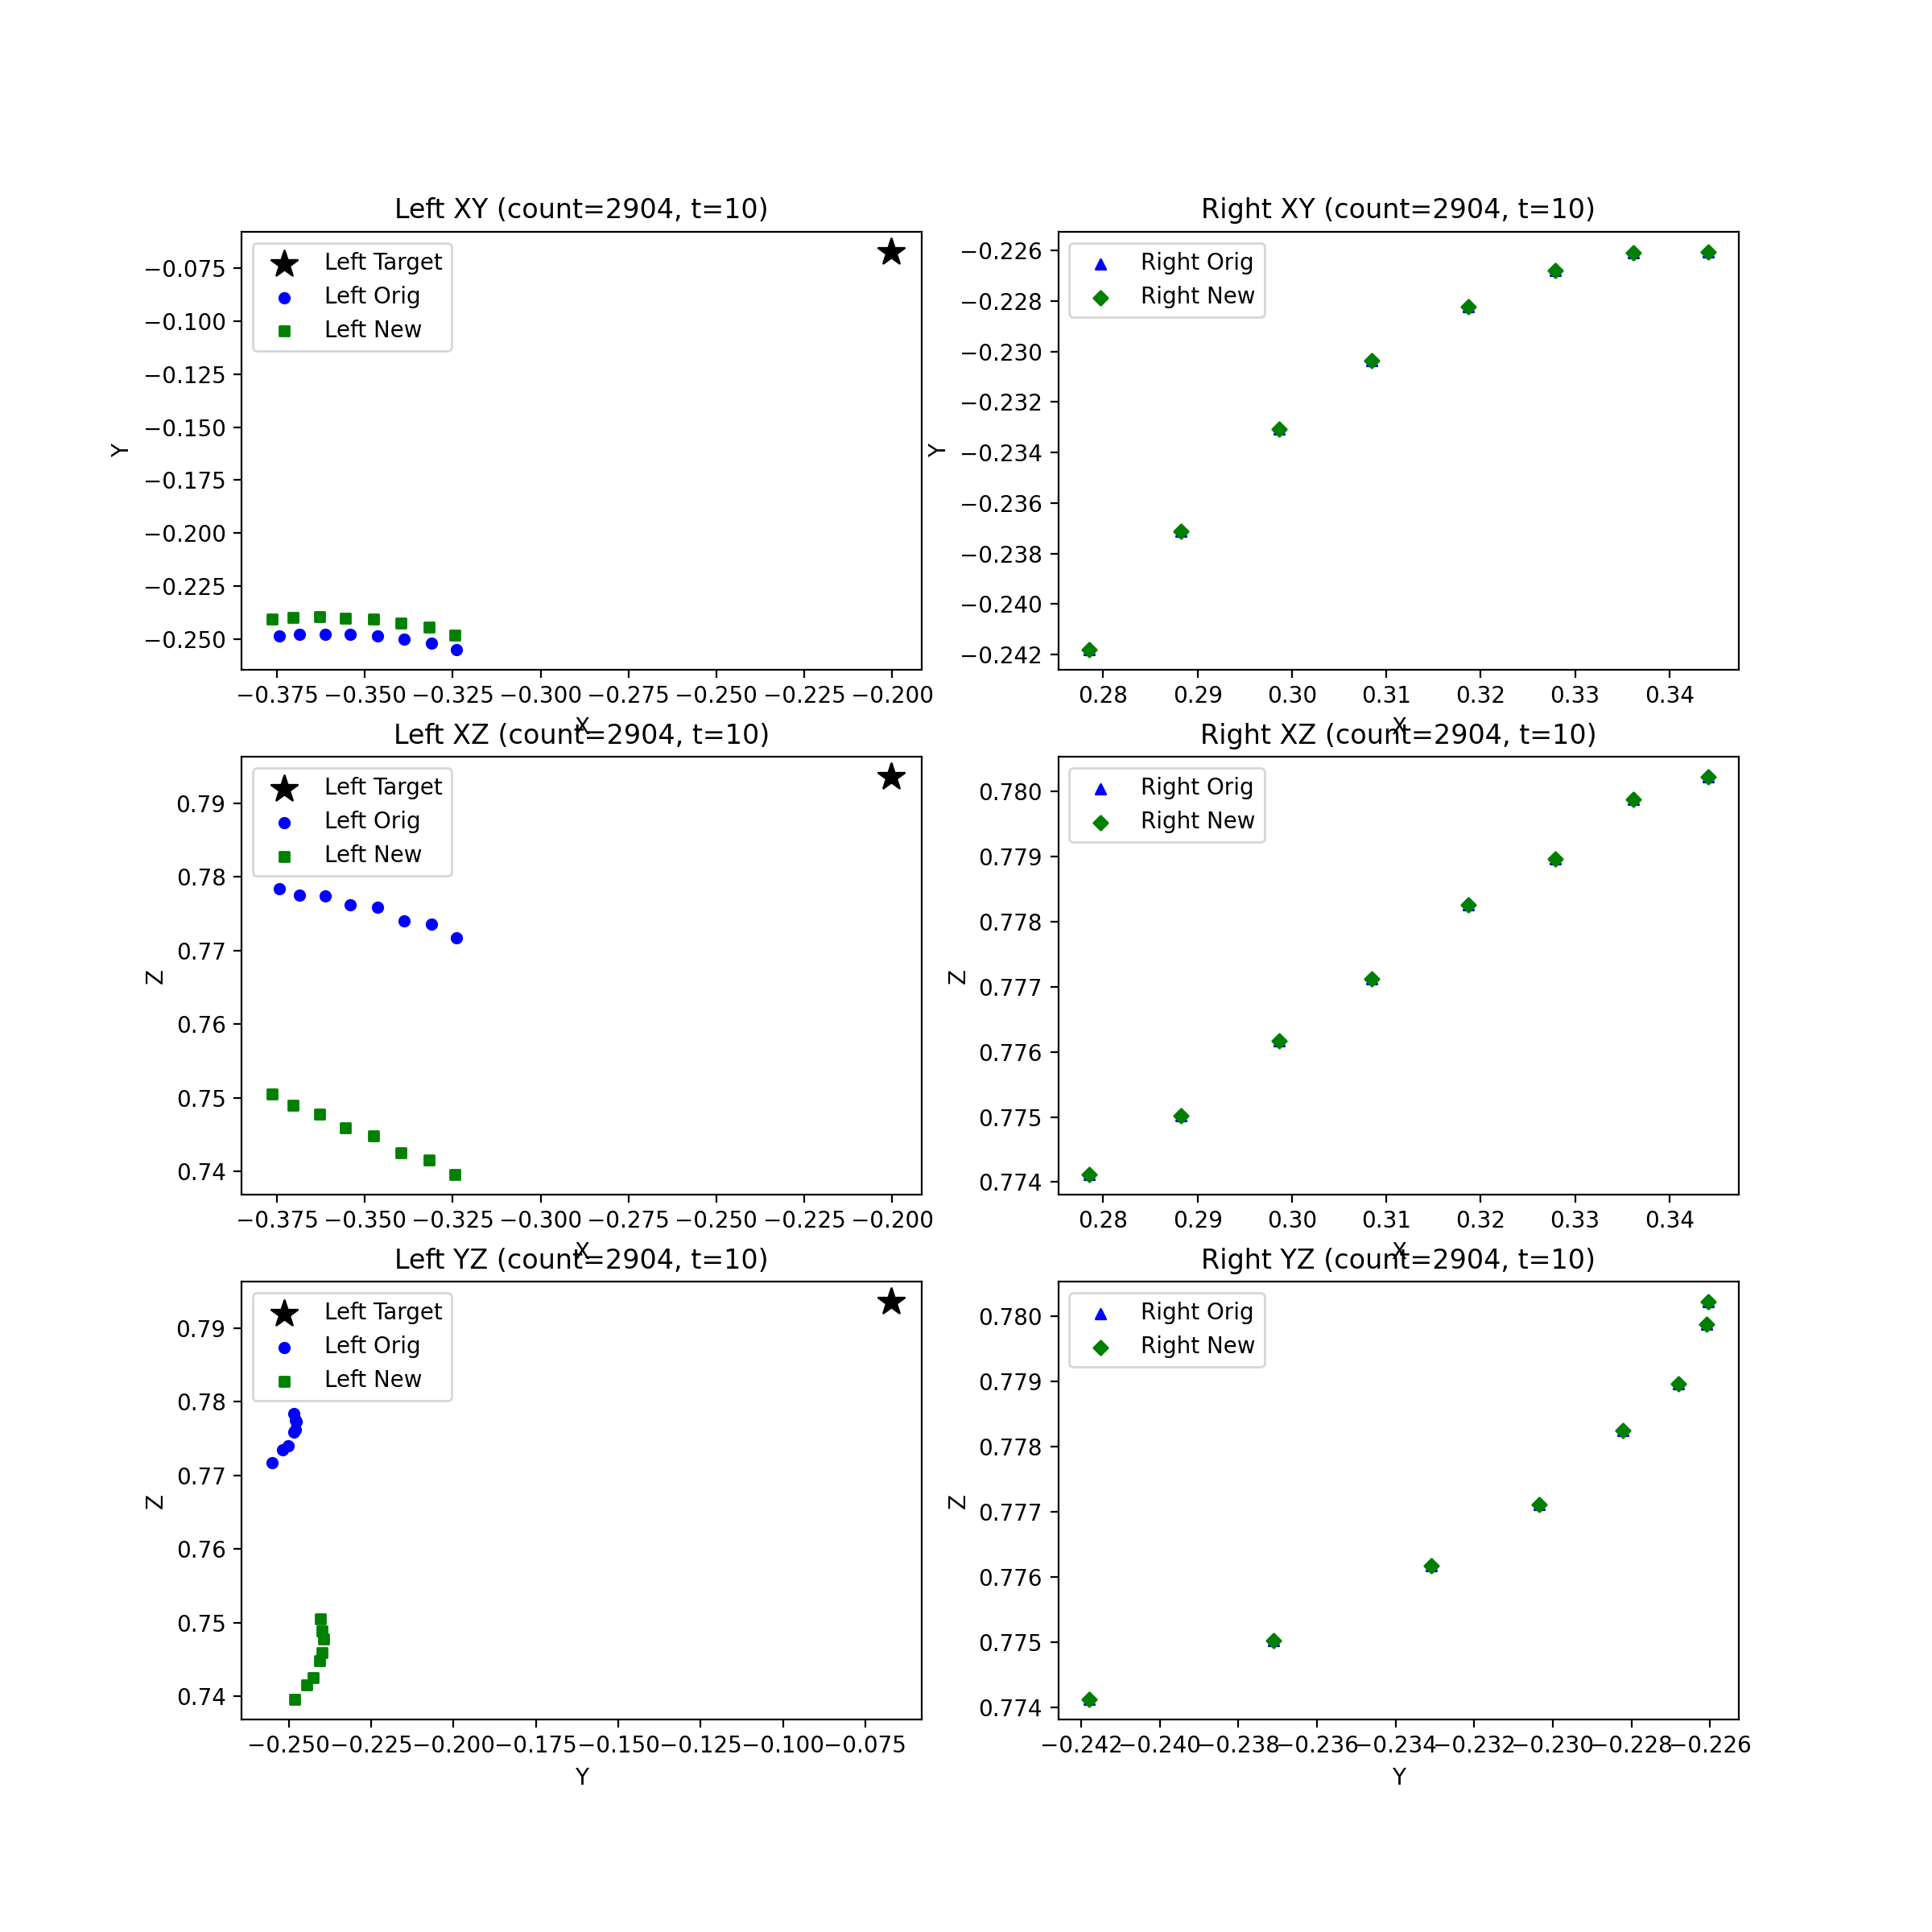 Left XY (count=2904, t=10)
Left Target
Left Orig
Left New
−0.075
−0.100
−0.125
−0.150
−0.175
−0.200
−0.225
−0.250
Y
−0.375 −0.350 −0.325 −0.300 −0.275 −0.250 −0.225 −0.200
X
Right XY (count=2904, t=10)
Right Orig
Right New
−0.226
−0.228
−0.230
−0.232
−0.234
−0.236
−0.238
−0.240
−0.242
Y
0.28 0.29 0.30 0.31 0.32 0.33 0.34
X
Left XZ (count=2904, t=10)
Left Target
Left Orig
Left New
0.79
0.78
0.77
0.76
0.75
0.74
Z
−0.375 −0.350 −0.325 −0.300 −0.275 −0.250 −0.225 −0.200
X
Right XZ (count=2904, t=10)
Right Orig
Right New
0.780
0.779
0.778
0.777
0.776
0.775
0.774
Z
0.28 0.29 0.30 0.31 0.32 0.33 0.34
X
Left YZ (count=2904, t=10)
Left Target
Left Orig
Left New
0.79
0.78
0.77
0.76
0.75
0.74
Z
−0.250 −0.225 −0.200 −0.175 −0.150 −0.125 −0.100 −0.075
Y
Right YZ (count=2904, t=10)
Right Orig
Right New
0.780
0.779
0.778
0.777
0.776
0.775
0.774
Z
−0.242 −0.240 −0.238 −0.236 −0.234 −0.232 −0.230 −0.228 −0.226
Y